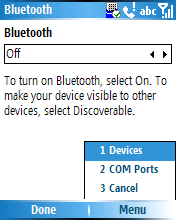 Bluetooth abc
Bluetooth
Off
To turn on Bluetooth, select On. To
make your device visible to other
devices, select Discoverable.
1 Devices
2 COM Ports
3 Cancel
Done Menu